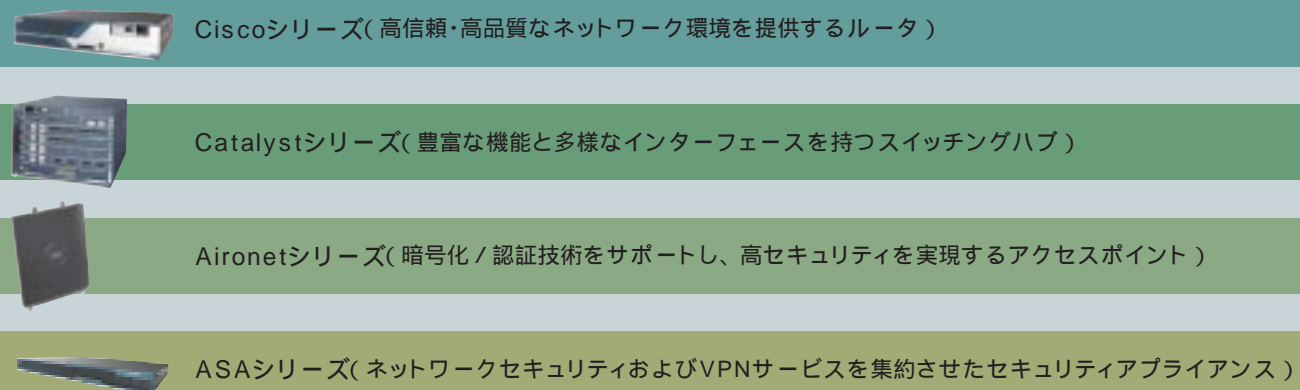 Ciscoシリーズ(高信頼・高品質なネットワーク環境を提供するルータ)
Catalystシリーズ(豊富な機能と多様なインターフェースを持つスイッチングハブ)
Aironetシリーズ(暗号化/認証技術をサポートし、高セキュリティを実現するアクセスポイント)
ASAシリーズ(ネットワークセキュリティおよびVPNサービスを集約させたセキュリティアプライアンス)